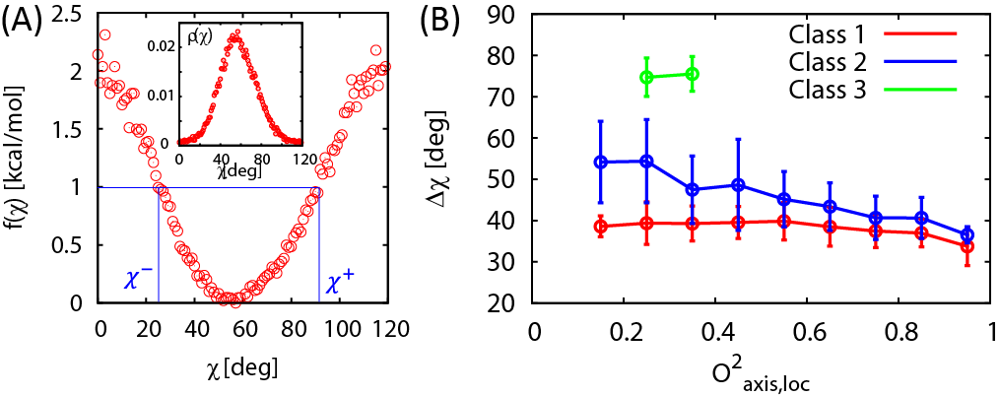 (A)
2.5
2
1.5
1
0.5
0
f(χ) [kcal/mol]
0 20 40 60 80 100 120
χ [deg]
χ⁻
χ⁺
ρ(χ)
0.02
0.01
0
0 40 80 120
χ[deg]
(B)
90
80
70
60
50
40
30
20
Δχ [deg]
0 0.2 0.4 0.6 0.8 1
O²axis,loc
Class 1
Class 2
Class 3